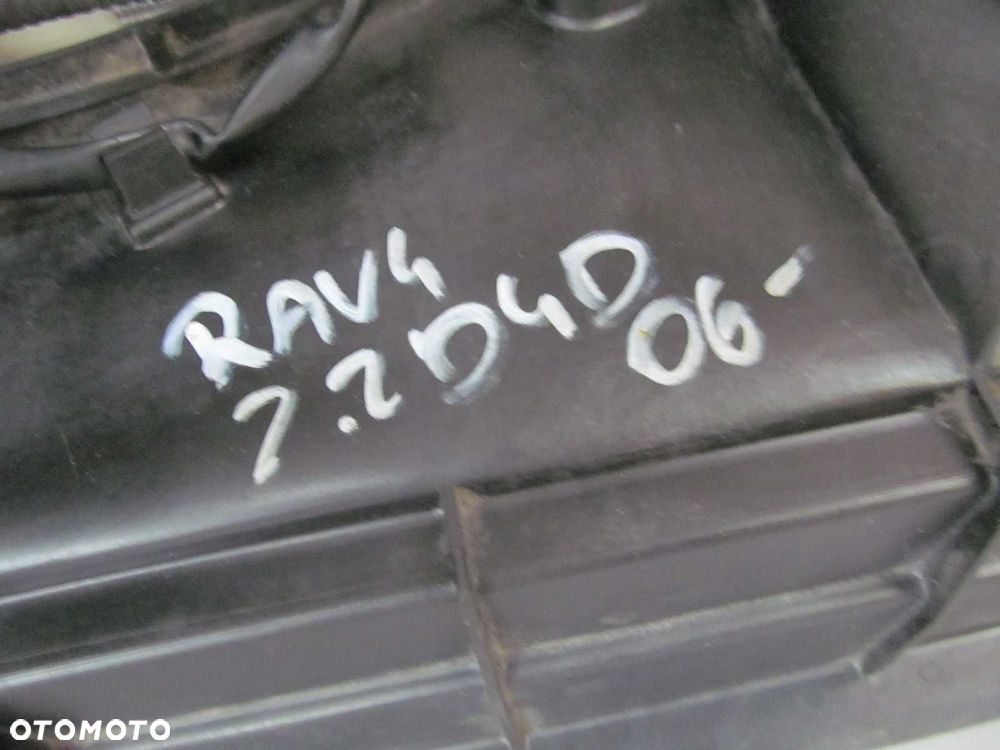 RAV4
2.2 D4D 06-
OTOMOTO